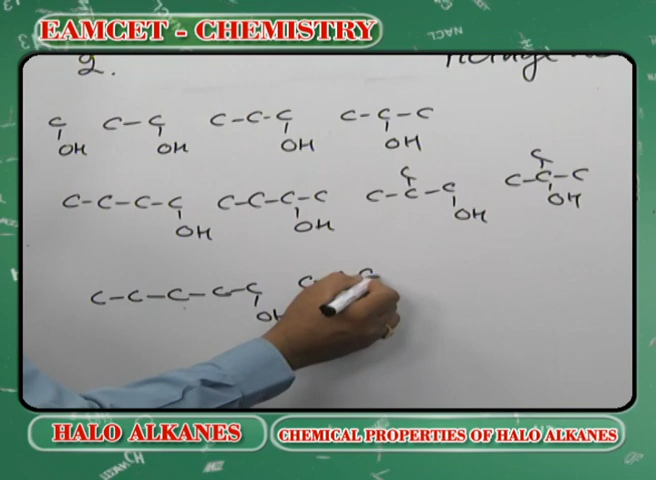 EAMCET - CHEMISTRY
2.
C C-C C-C-C C-C-C
OH OH OH OH
C C
C-C-C-C C-C-C-C C-C-C C-C-C
OH OH OH OH
C-C-C-C-C C C
OH
HALO ALKANES
CHEMICAL PROPERTIES OF HALO ALKANES